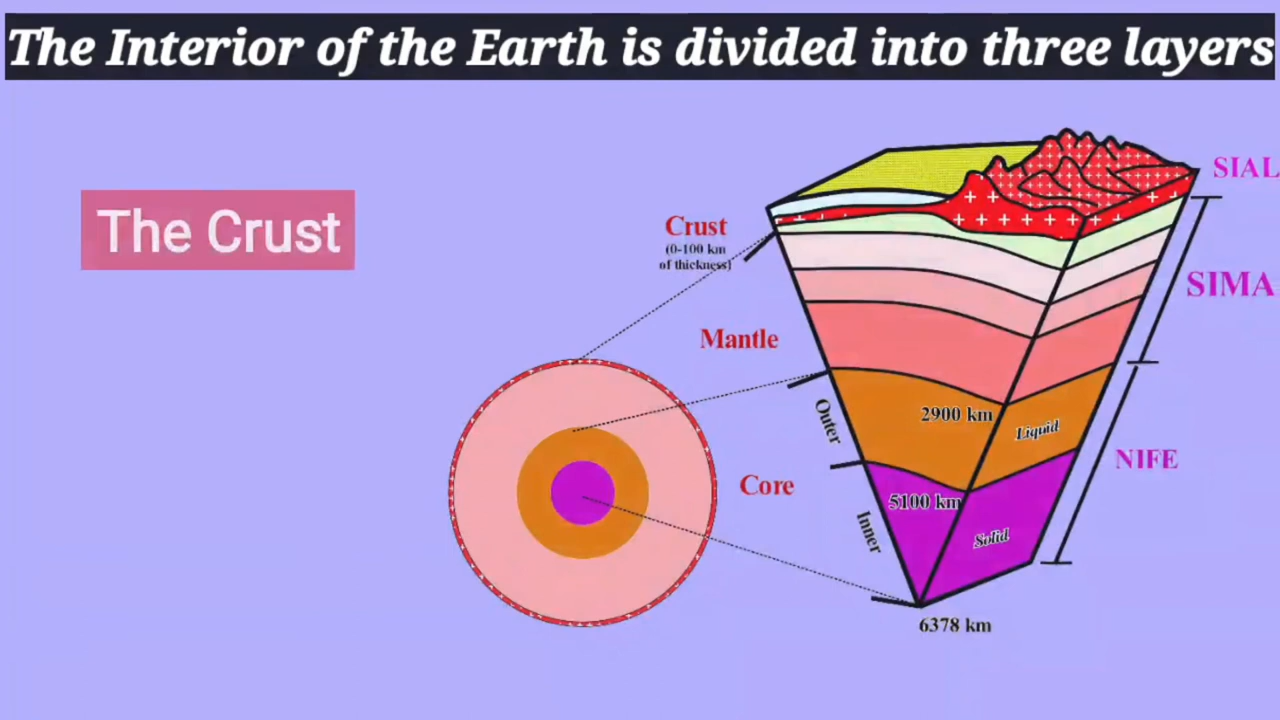 The Interior of the Earth is divided into three layers
The Crust
SIAL
Crust
(0-100 km
of thickness)
SIMA
Mantle
Outer
2900 km
Liquid
NIFE
Core
5100 km
Inner
Solid
6378 km